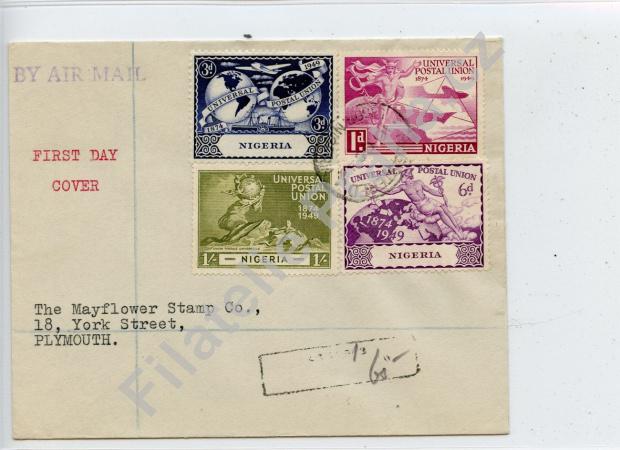 BY AIR MAIL
FIRST DAY
COVER
3d
1949
UNIVERSAL POSTAL UNION
1874
3d
NIGERIA
UNIVERSAL
POSTAL UNION
1874 1949
1d
NIGERIA
UNIVERSAL
POSTAL
UNION
1874
1949
1/- NIGERIA 1/-
UNIVERSAL POSTAL UNION
6d
1874
1949
NIGERIA
The Mayflower Stamp Co.,
18, York Street,
PLYMOUTH.